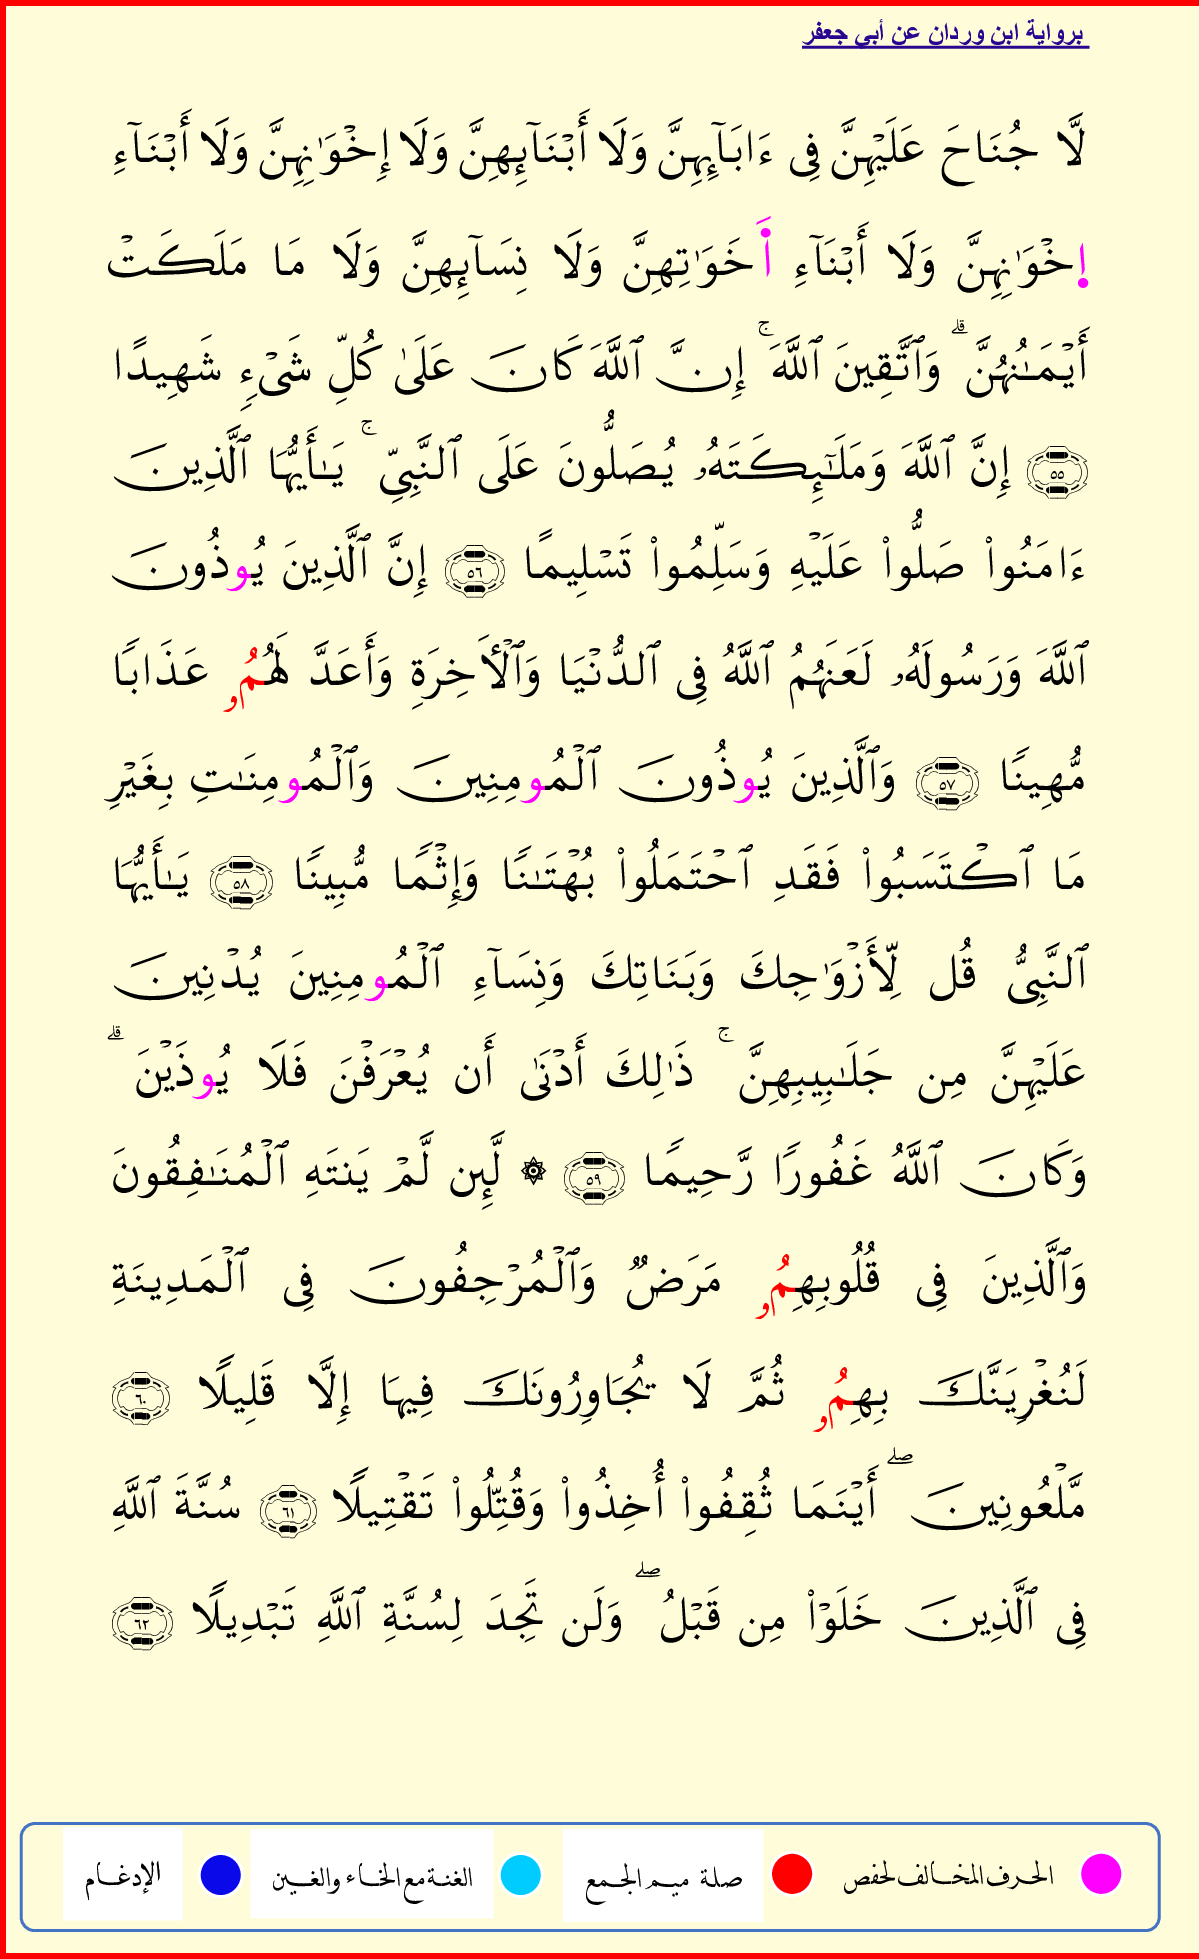 برواية ابن وردان عن أبي جعفر
لَّا جُنَاحَ عَلَيْهِنَّ فِى ءَابَآئِهِنَّ وَلَا أَبْنَآئِهِنَّ وَلَا إِخْوَٰنِهِنَّ وَلَا أَبْنَآءِ
اِ۬خْوَٰنِهِنَّ وَلَا أَبْنَآءِ اَ۬خَوَٰتِهِنَّ وَلَا نِسَآئِهِنَّ وَلَا مَا مَلَكَتْ
أَيْمَٰنُهُنَّ ۗ وَٱتَّقِينَ ٱللَّهَ ۚ إِنَّ ٱللَّهَ كَانَ عَلَىٰ كُلِّ شَىْءٍ شَهِيدًا
٥٥ إِنَّ ٱللَّهَ وَمَلَٰٓئِكَتَهُۥ يُصَلُّونَ عَلَى ٱلنَّبِىِّ ۚ يَٰأَيُّهَا ٱلَّذِينَ
ءَامَنُوا۟ صَلُّوا۟ عَلَيْهِ وَسَلِّمُوا۟ تَسْلِيمًا ٥٦ إِنَّ ٱلَّذِينَ يُوذُونَ
ٱللَّهَ وَرَسُولَهُۥ لَعَنَهُمُ ٱللَّهُ فِى ٱلدُّنْيَا وَٱلْأَخِرَةِ وَأَعَدَّ لَهُمُۥ عَذَابًا
مُّهِينًا ٥٧ وَٱلَّذِينَ يُوذُونَ ٱلْمُومِنِينَ وَٱلْمُومِنَٰتِ بِغَيْرِ
مَا ٱكْتَسَبُوا۟ فَقَدِ ٱحْتَمَلُوا۟ بُهْتَٰنًا وَإِثْمًا مُّبِينًا ٥٨ يَٰأَيُّهَا
ٱلنَّبِىُّ قُل لِّأَزْوَٰجِكَ وَبَنَاتِكَ وَنِسَآءِ ٱلْمُومِنِينَ يُدْنِينَ
عَلَيْهِنَّ مِن جَلَٰبِيبِهِنَّ ۚ ذَٰلِكَ أَدْنَىٰ أَن يُعْرَفْنَ فَلَا يُوذَيْنَ ۗ
وَكَانَ ٱللَّهُ غَفُورًا رَّحِيمًا ٥٩ ۞ لَّئِن لَّمْ يَنتَهِ ٱلْمُنَٰفِقُونَ
وَٱلَّذِينَ فِى قُلُوبِهِمُۥ مَرَضٌ وَٱلْمُرْجِفُونَ فِى ٱلْمَدِينَةِ
لَنُغْرِيَنَّكَ بِهِمُۥ ثُمَّ لَا يُجَاوِرُونَكَ فِيهَا إِلَّا قَلِيلًا ٦٠
مَّلْعُونِينَ ۖ أَيْنَمَا ثُقِفُوا۟ أُخِذُوا۟ وَقُتِّلُوا۟ تَقْتِيلًا ٦١ سُنَّةَ ٱللَّهِ
فِى ٱلَّذِينَ خَلَوْا۟ مِن قَبْلُ ۖ وَلَن تَجِدَ لِسُنَّةِ ٱللَّهِ تَبْدِيلًا ٦٢
الحرف المخالف لحفص صلة ميم الجمع الغنة مع الخاء والغين الإدغام